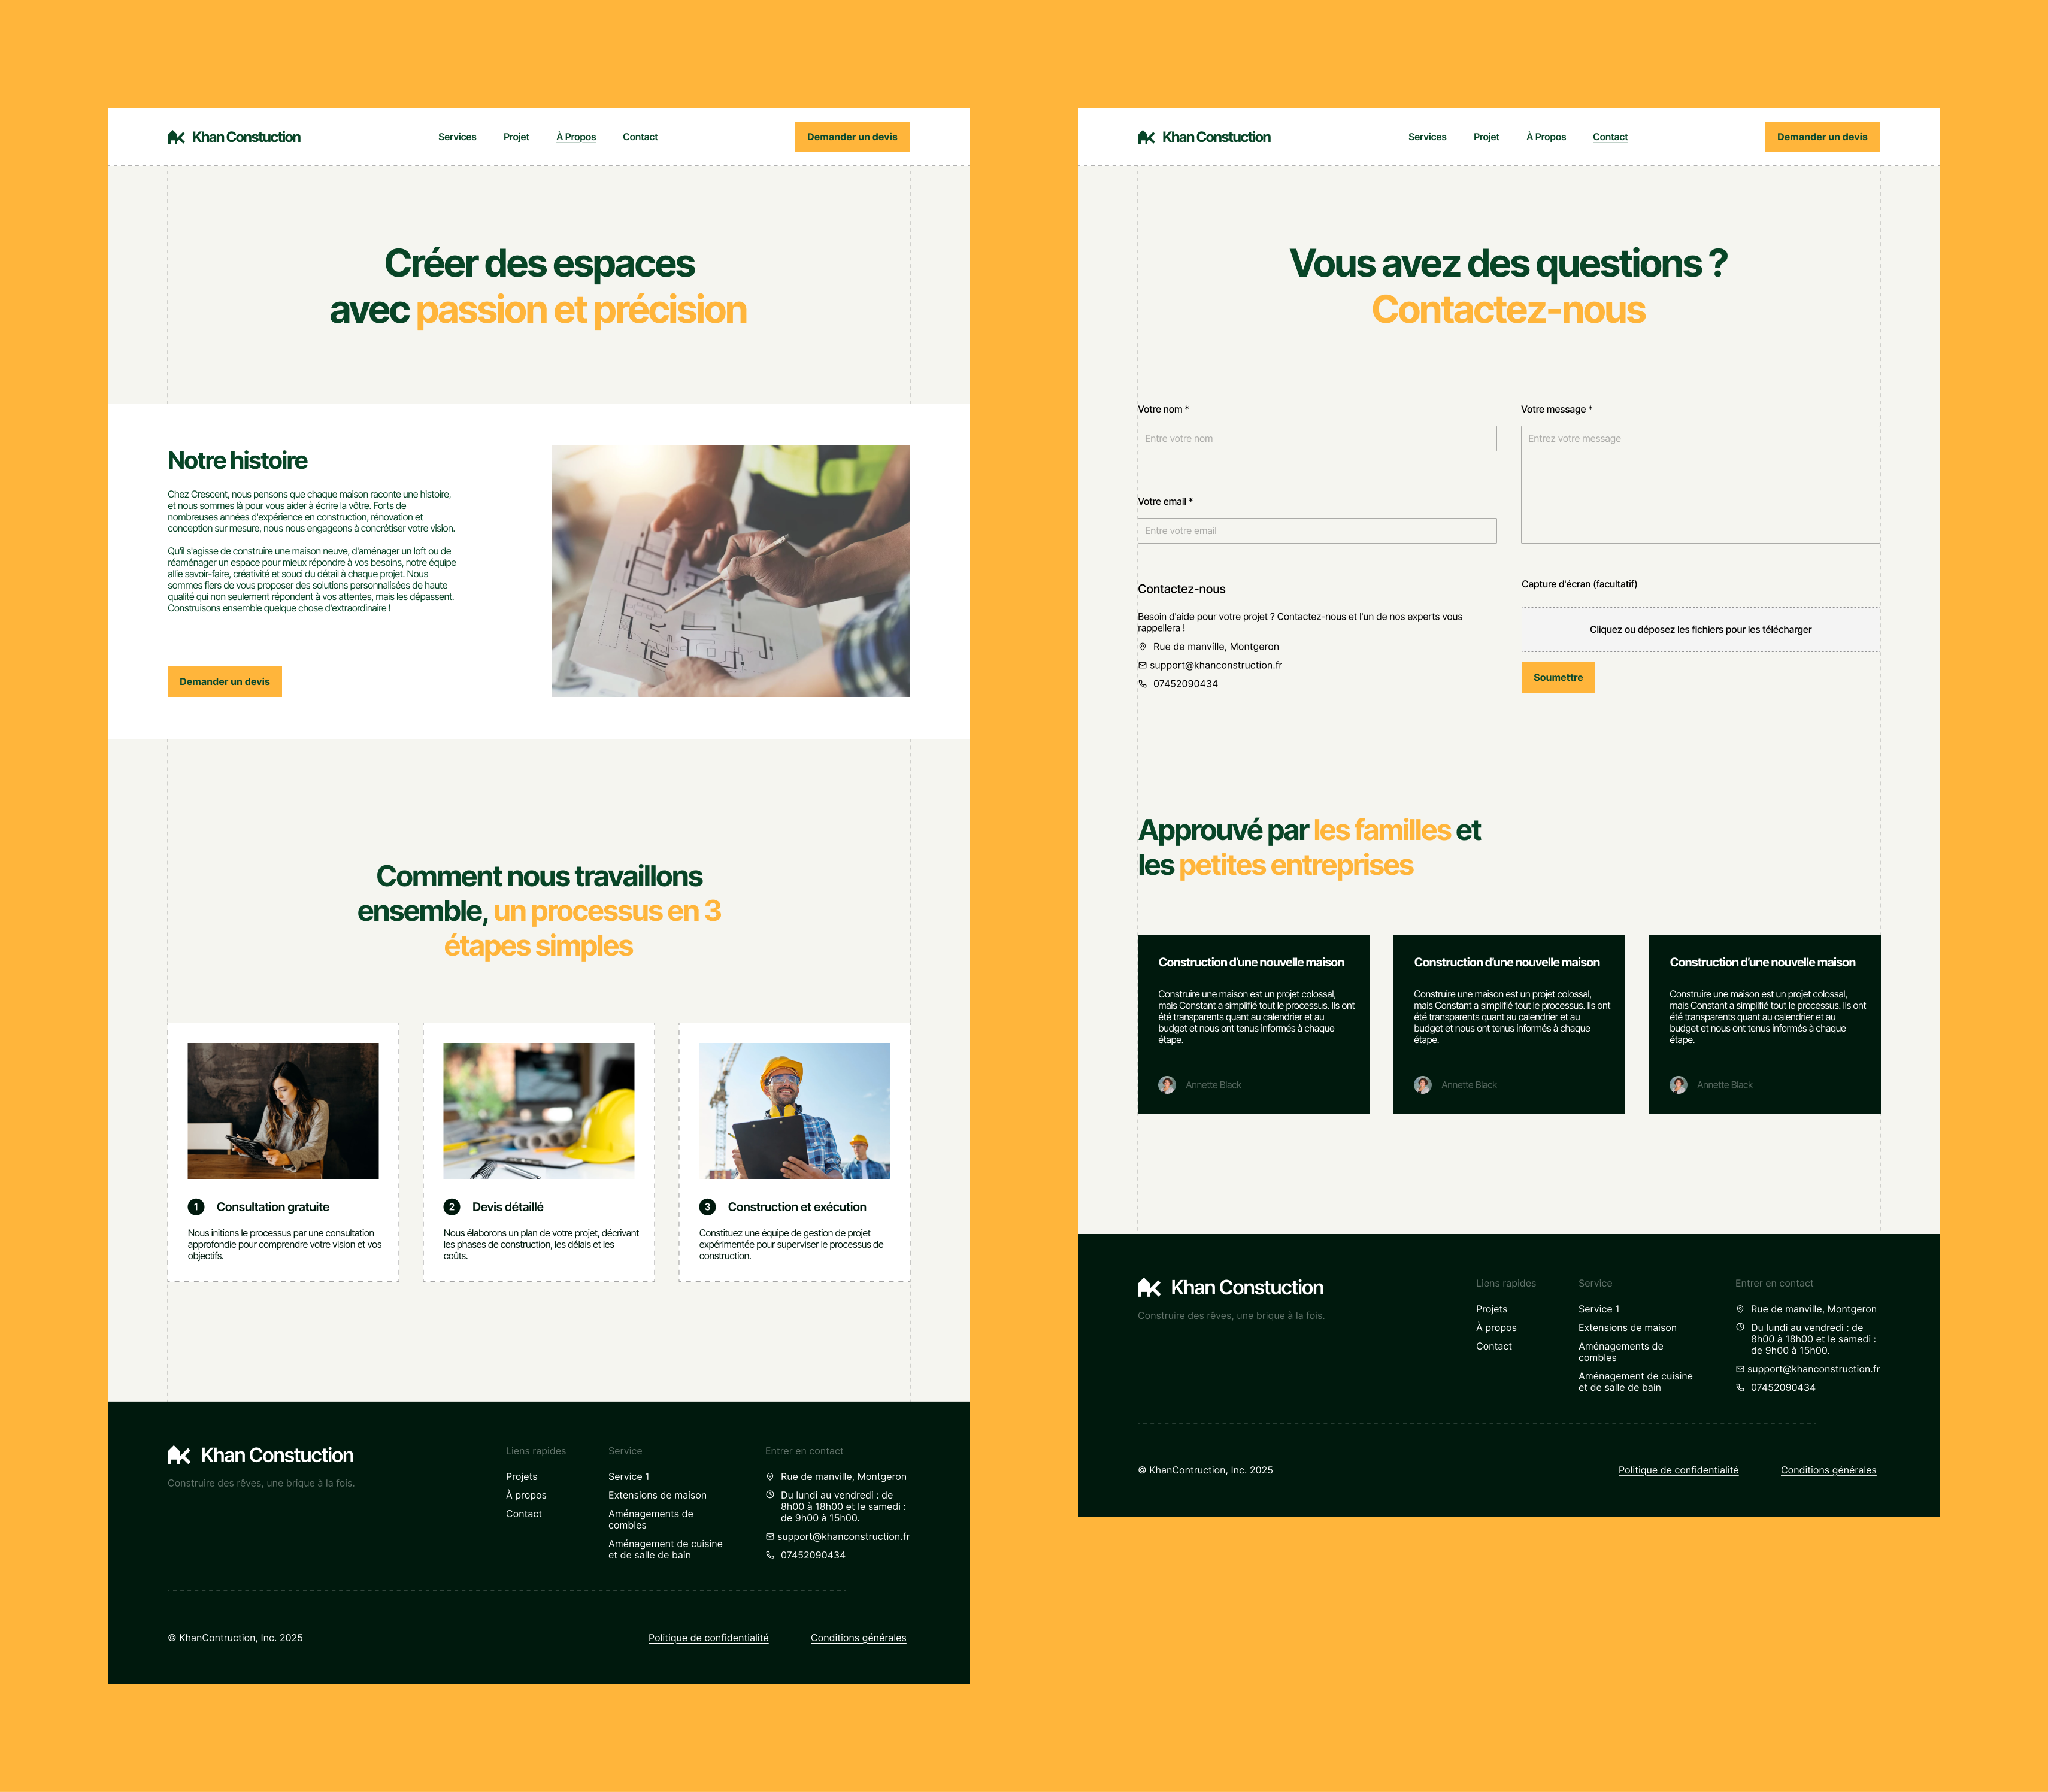 Khan Constuction
Services
Projet
À Propos
Contact
Demander un devis
Créer des espaces
avec passion et précision
Notre histoire
Chez Crescent, nous pensons que chaque maison raconte une histoire,
et nous sommes là pour vous aider à écrire la vôtre. Forts de
nombreuses années d'expérience en construction, rénovation et
conception sur mesure, nous nous engageons à concrétiser votre vision.
Qu'il s'agisse de construire une maison neuve, d'aménager un loft ou de
réaménager un espace pour mieux répondre à vos besoins, notre équipe
allie savoir-faire, créativité et souci du détail à chaque projet. Nous
sommes fiers de vous proposer des solutions personnalisées de haute
qualité qui non seulement répondent à vos attentes, mais les dépassent.
Construisons ensemble quelque chose d'extraordinaire !
Demander un devis
Comment nous travaillons
ensemble, un processus en 3
étapes simples
1 Consultation gratuite
Nous initions le processus par une consultation
approfondie pour comprendre votre vision et vos
objectifs.
2 Devis détaillé
Nous élaborons un plan de votre projet, décrivant
les phases de construction, les délais et les
coûts.
3 Construction et exécution
Constituez une équipe de gestion de projet
expérimentée pour superviser le processus de
construction.
Khan Constuction
Construire des rêves, une brique à la fois.
Liens rapides
Projets
À propos
Contact
Service
Service 1
Extensions de maison
Aménagements de
combles
Aménagement de cuisine
et de salle de bain
Entrer en contact
Rue de manville, Montgeron
Du lundi au vendredi : de
8h00 à 18h00 et le samedi :
de 9h00 à 15h00.
support@khanconstruction.fr
07452090434
© KhanContruction, Inc. 2025
Politique de confidentialité
Conditions générales
Khan Constuction
Services
Projet
À Propos
Contact
Demander un devis
Vous avez des questions ?
Contactez-nous
Votre nom *
Entre votre nom
Votre email *
Entre votre email
Votre message *
Entrez votre message
Contactez-nous
Besoin d'aide pour votre projet ? Contactez-nous et l'un de nos experts vous
rappellera !
Rue de manville, Montgeron
support@khanconstruction.fr
07452090434
Capture d'écran (facultatif)
Cliquez ou déposez les fichiers pour les télécharger
Soumettre
Approuvé par les familles et
les petites entreprises
Construction d'une nouvelle maison
Construire une maison est un projet colossal,
mais Constant a simplifié tout le processus. Ils ont
été transparents quant au calendrier et au
budget et nous ont tenus informés à chaque
étape.
Annette Black
Construction d'une nouvelle maison
Construire une maison est un projet colossal,
mais Constant a simplifié tout le processus. Ils ont
été transparents quant au calendrier et au
budget et nous ont tenus informés à chaque
étape.
Annette Black
Construction d'une nouvelle maison
Construire une maison est un projet colossal,
mais Constant a simplifié tout le processus. Ils ont
été transparents quant au calendrier et au
budget et nous ont tenus informés à chaque
étape.
Annette Black
Khan Constuction
Construire des rêves, une brique à la fois.
Liens rapides
Projets
À propos
Contact
Service
Service 1
Extensions de maison
Aménagements de
combles
Aménagement de cuisine
et de salle de bain
Entrer en contact
Rue de manville, Montgeron
Du lundi au vendredi : de
8h00 à 18h00 et le samedi :
de 9h00 à 15h00.
support@khanconstruction.fr
07452090434
© KhanContruction, Inc. 2025
Politique de confidentialité
Conditions générales